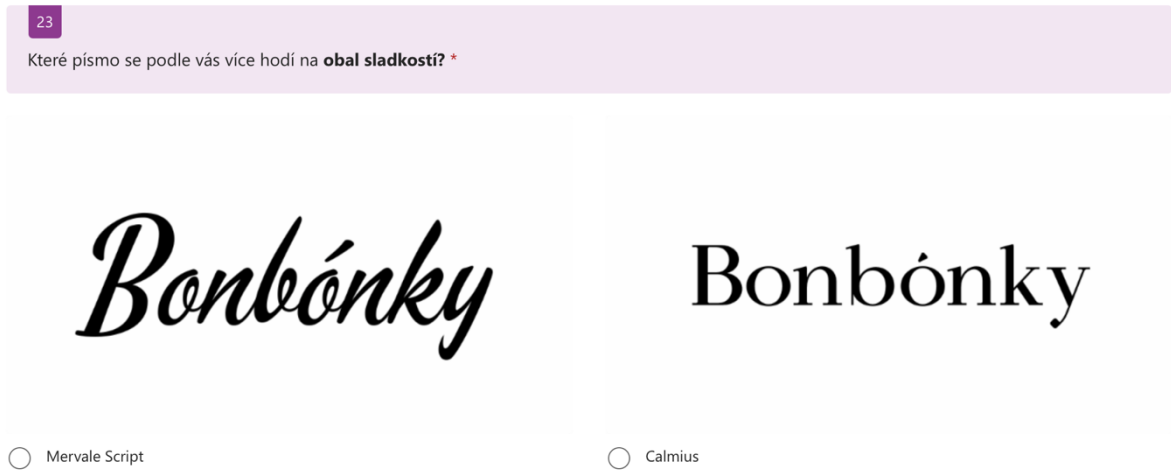 23
Které písmo se podle vás více hodí na obal sladkostí? *
Bonbónky
Bonbónky
Mervale Script
Calmius